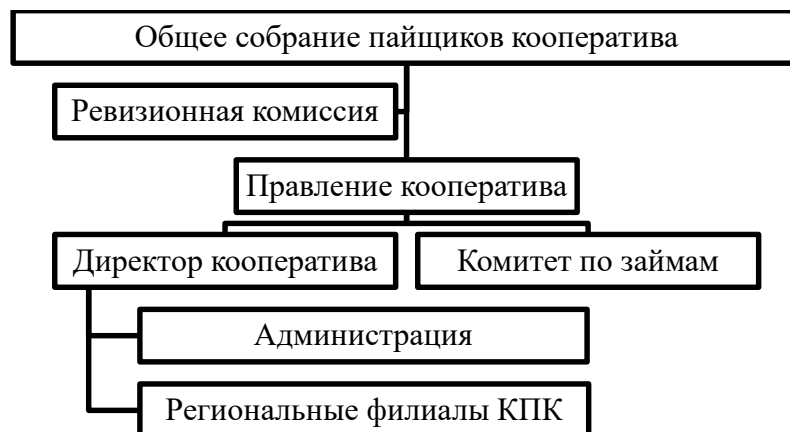 Общее собрание пайщиков кооператива
Ревизионная комиссия
Правление кооператива
Директор кооператива
Комитет по займам
Администрация
Региональные филиалы КПК